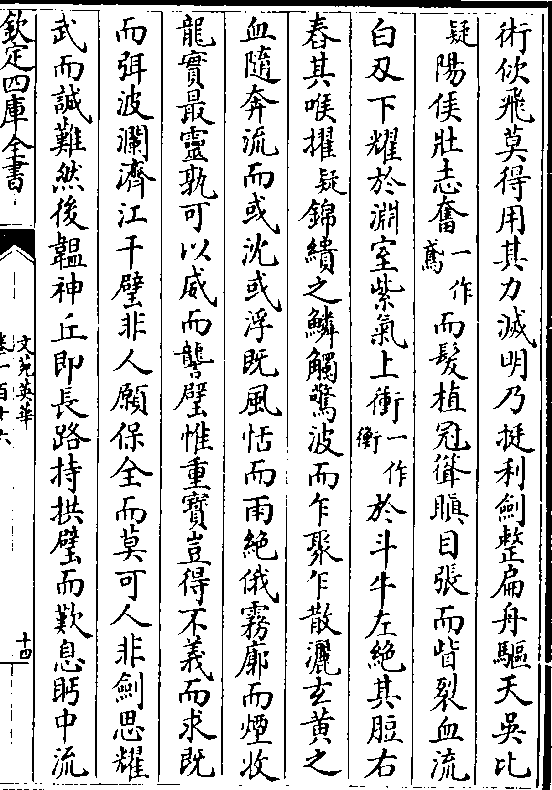 術佽飛莫得用其力滅明乃挺利劍整扁舟驅天吳比
疑陽侯壯志奮一作鳶而髮植冠聳瞋目張而眥裂血流
白刃下耀於淵室紫氣上衝一作衡於斗牛左絶其脰右
舂其喉擢疑錦繢之鱗觸驚波而乍聚乍散灑玄黄之
血隨奔流而或沈或浮既風恬而雨絶俄霧廓而煙收
龍實最靈孰可以威而讋璧惟重寳豈得不義而求既
而弭波瀾濟江干璧非人願保全而莫可人非劍思耀
武而誠難然後韞神丘即長路持拱璧而歎息眄中流
欽定四庫全書
文苑英華
卷一百十六
十四